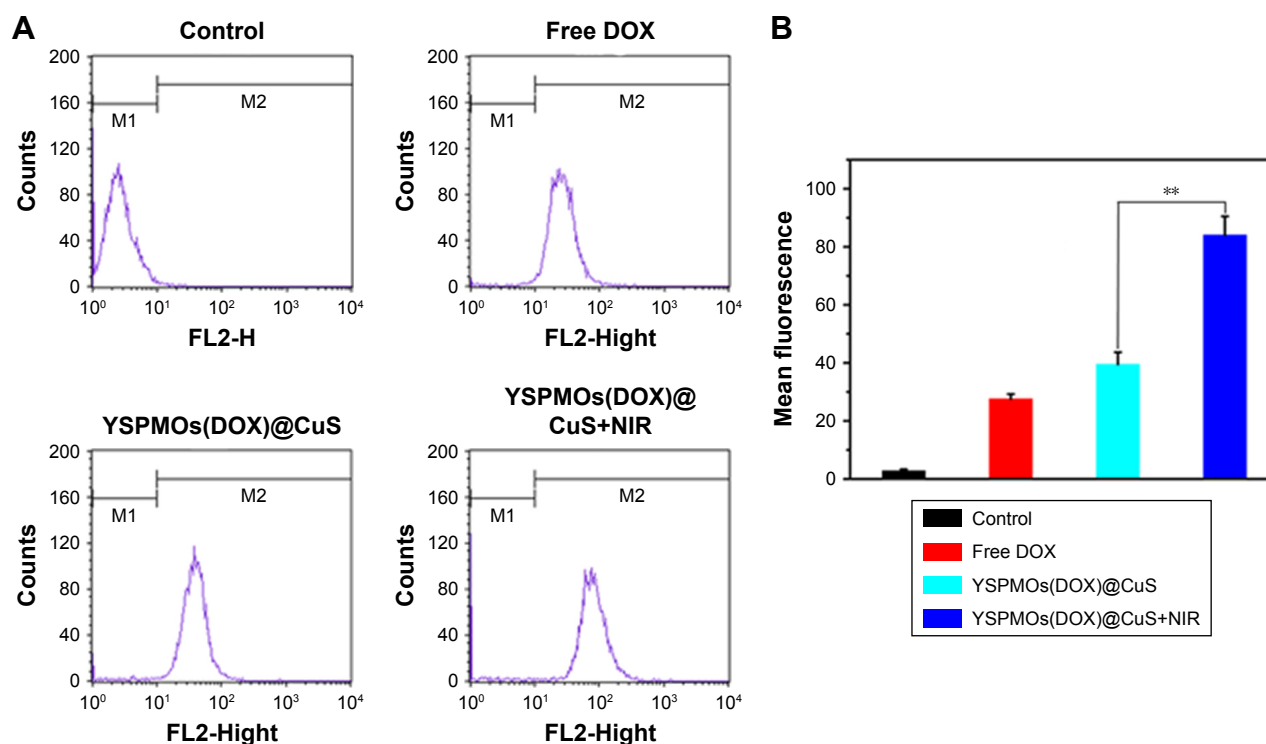 A
Control
200
160
120
80
40
0
Counts
M1
M2
10⁰ 10¹ 10² 10³ 10⁴
FL2-H
Free DOX
200
160
120
80
40
0
Counts
M1
M2
10⁰ 10¹ 10² 10³ 10⁴
FL2-Hight
YSPMOs(DOX)@CuS
200
160
120
80
40
0
Counts
M1
M2
10⁰ 10¹ 10² 10³ 10⁴
FL2-Hight
YSPMOs(DOX)@
CuS+NIR
200
160
120
80
40
0
Counts
M1
M2
10⁰ 10¹ 10² 10³ 10⁴
FL2-Hight
B
100
80
60
40
20
0
Mean fluorescence
**
Control
Free DOX
YSPMOs(DOX)@CuS
YSPMOs(DOX)@CuS+NIR